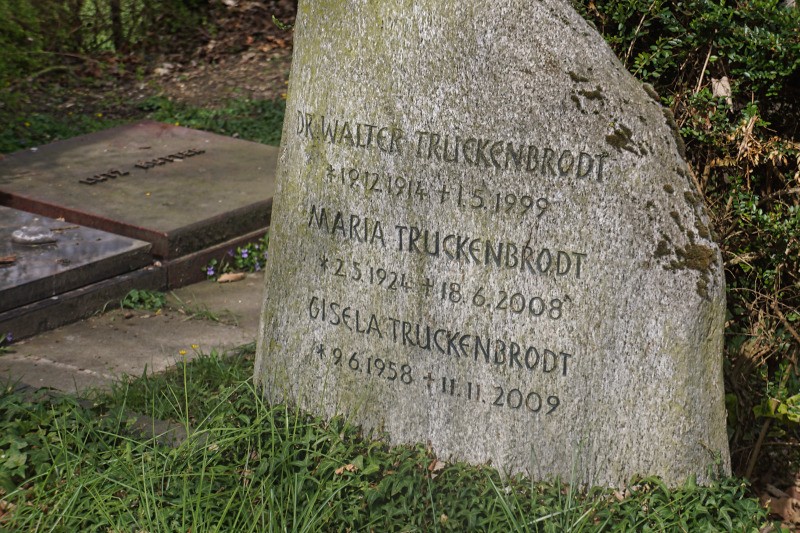 DR. WALTER TRUCKENBRODT
*19.12.1914 +1.5.1999
MARIA TRUCKENBRODT
*2.5.1924 +18.6.2008
GISELA TRUCKENBRODT
*9.6.1958 +11.11.2009